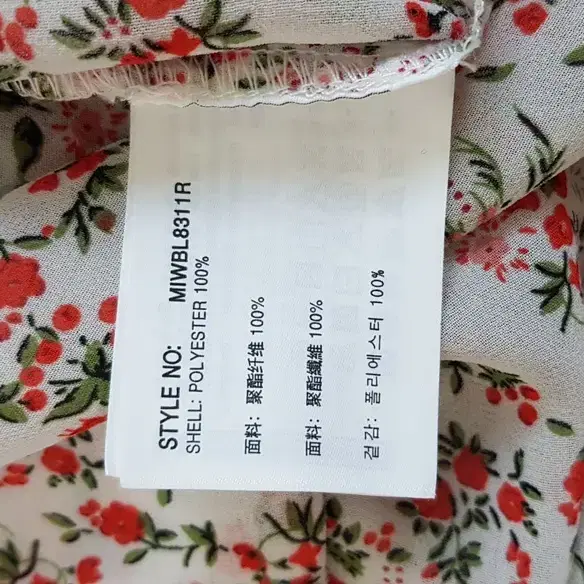 STYLE NO: MIWBL8311R
SHELL: POLYESTER 100%
面料: 聚酯纤维 100%
面料: 聚酯纖維 100%
겉감: 폴리에스터 100%